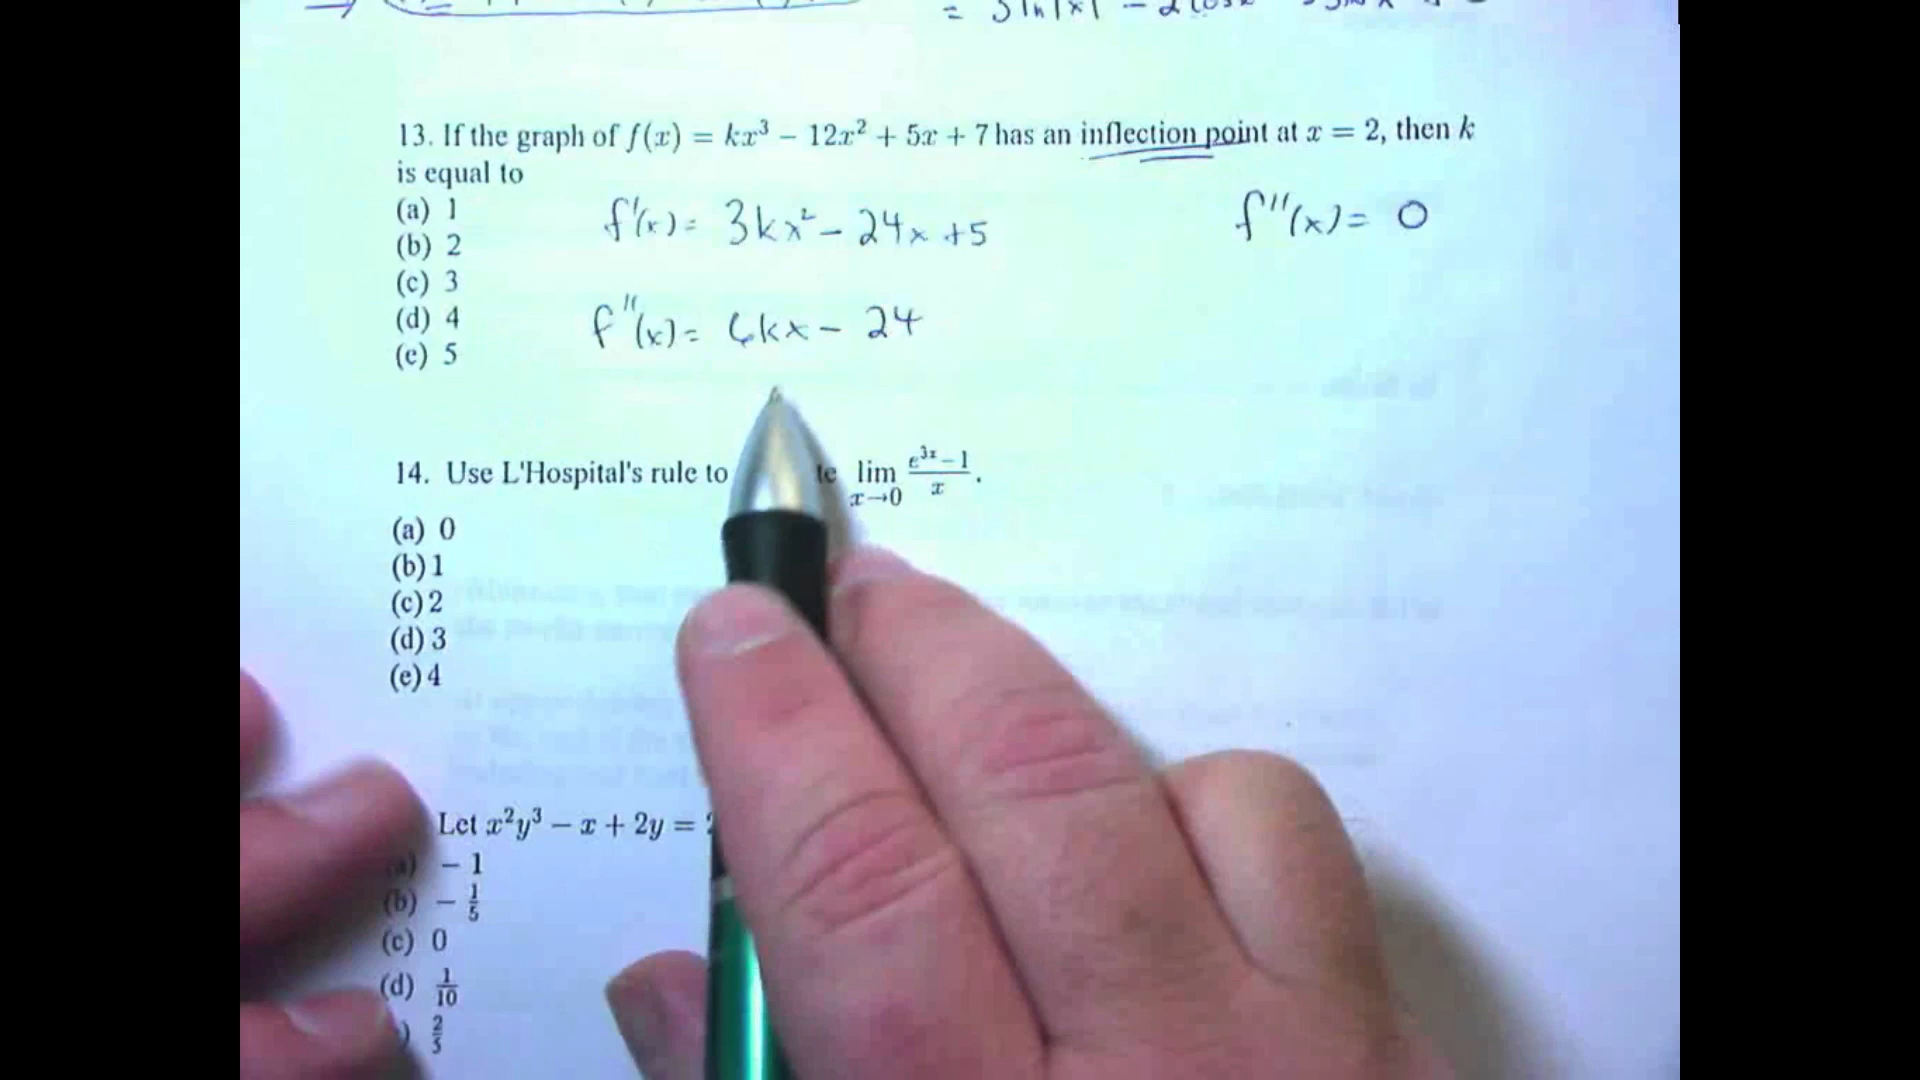 13. If the graph of f(x) = kx³ − 12x² + 5x + 7 has an inflection point at x = 2, then k
is equal to
(a) 1
(b) 2
(c) 3
(d) 4
(e) 5
f'(x) = 3kx² − 24x + 5
f''(x) = 0
f''(x) = 6kx − 24
14. Use L'Hospital's rule to lim x→0 (e³ˣ − 1)/x .
(a) 0
(b) 1
(c) 2
(d) 3
(e) 4
Let x²y³ − x + 2y =
− 1
(b) − 1/5
(c) 0
(d) 1/10